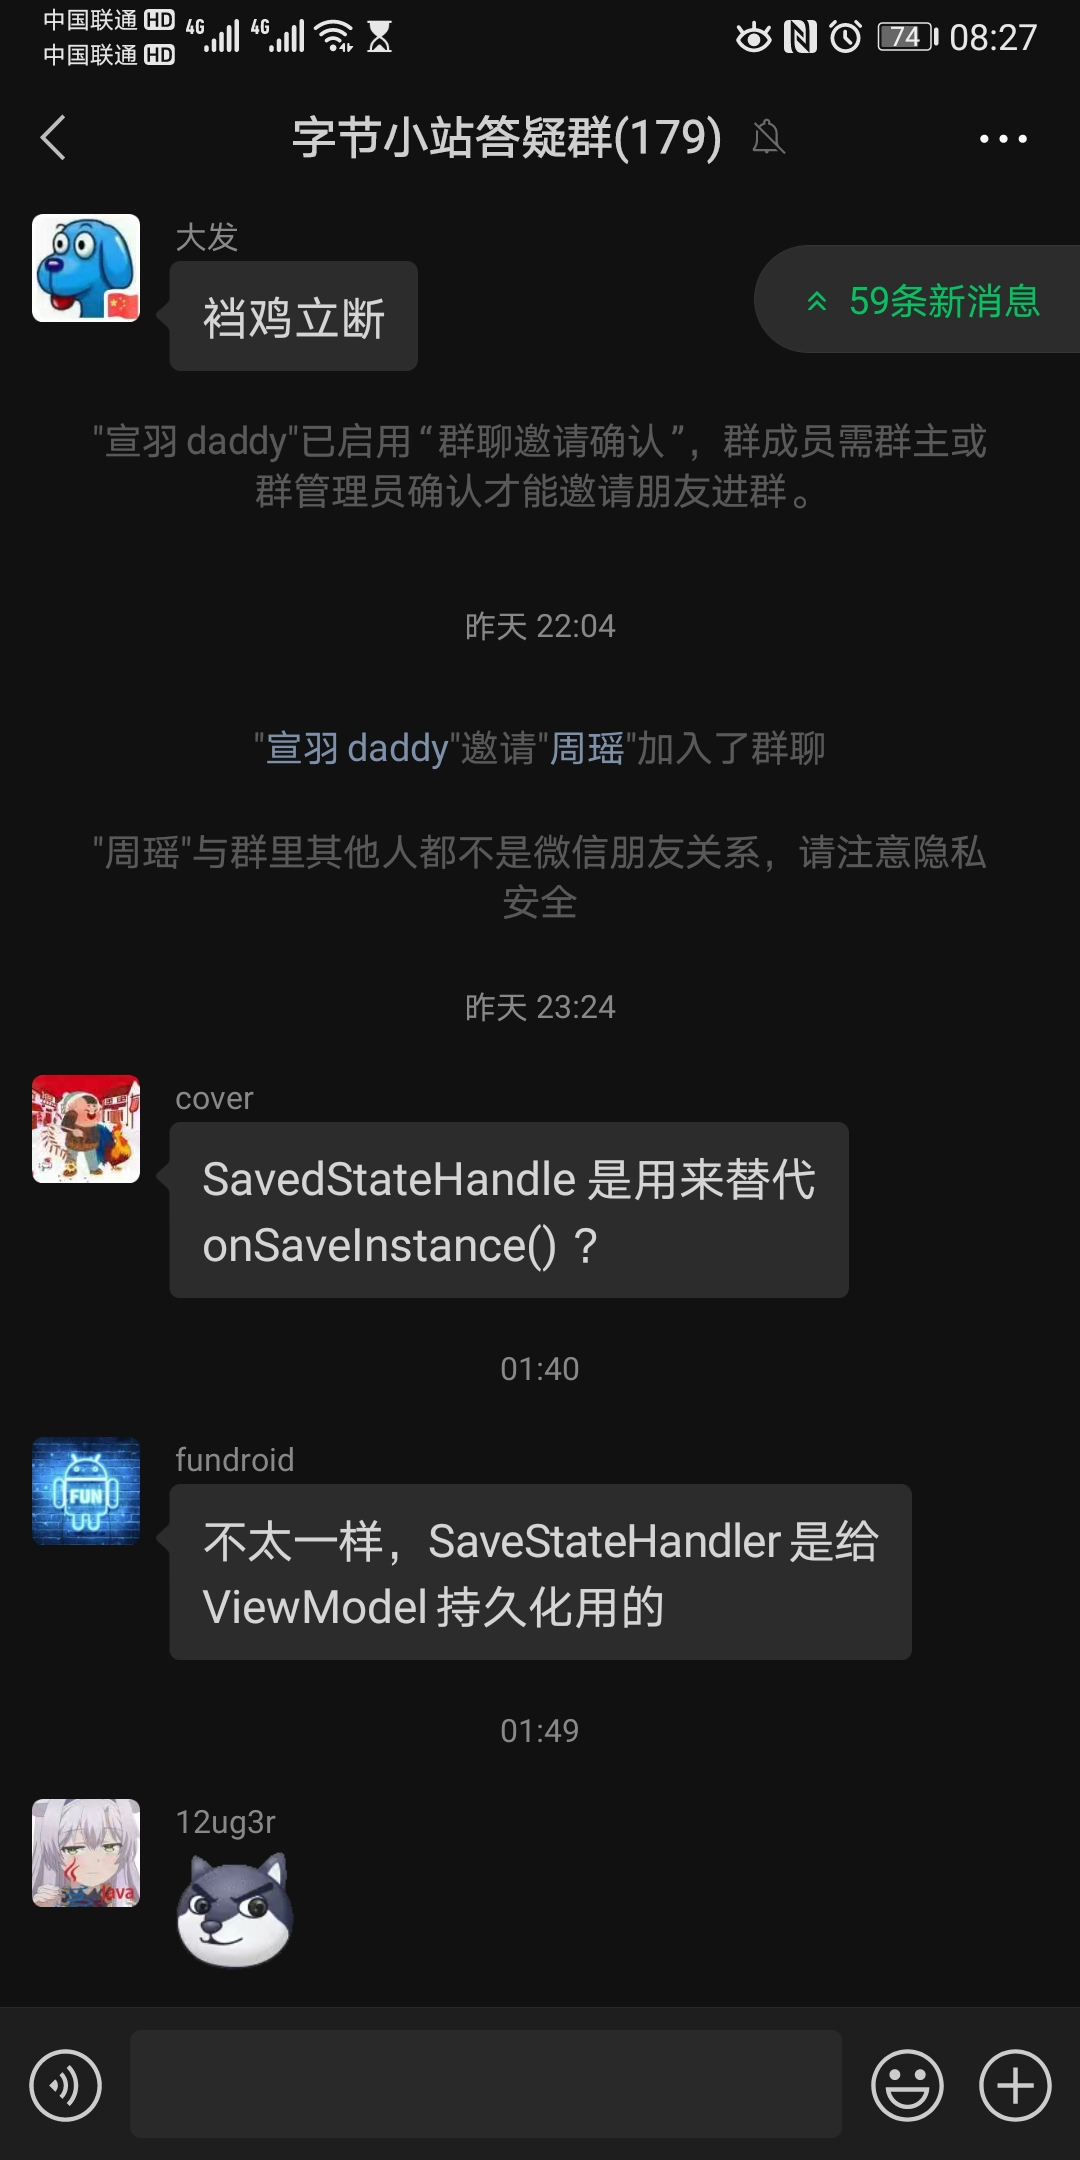 中国联通 HD 4G 4G 74 08:27
中国联通 HD
字节小站答疑群(179)
大发
裆鸡立断
59条新消息
"宣羽 daddy"已启用“群聊邀请确认”，群成员需群主或
群管理员确认才能邀请朋友进群。
昨天 22:04
"宣羽 daddy"邀请"周瑶"加入了群聊
"周瑶"与群里其他人都不是微信朋友关系，请注意隐私
安全
昨天 23:24
cover
SavedStateHandle 是用来替代
onSaveInstance() ？
01:40
fundroid
FUN
不太一样，SaveStateHandler 是给
ViewModel 持久化用的
01:49
12ug3r
java